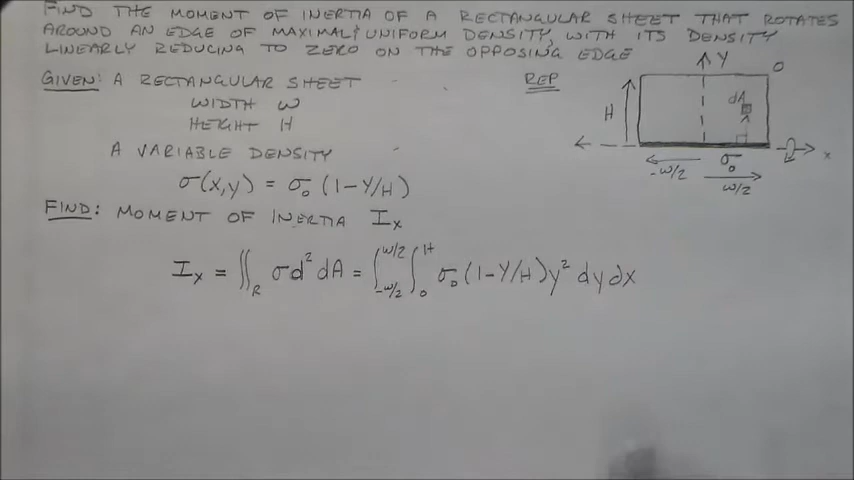 FIND THE MOMENT OF INERTIA OF A RECTANGULAR SHEET THAT ROTATES
AROUND AN EDGE OF MAXIMAL & UNIFORM DENSITY, WITH ITS DENSITY
LINEARLY REDUCING TO ZERO ON THE OPPOSING EDGE
GIVEN: A RECTANGULAR SHEET
WIDTH W
HEIGHT H
A VARIABLE DENSITY
σ(x,y) = σ₀ (1-Y/H)
FIND: MOMENT OF INERTIA Iₓ
Iₓ = ∬_R σd² dA = ∫_{-W/2}^{W/2} ∫_0^H σ₀ (1-Y/H) y² dy dx
REP
Y
0
dA
H
x
-W/2
σ₀
W/2